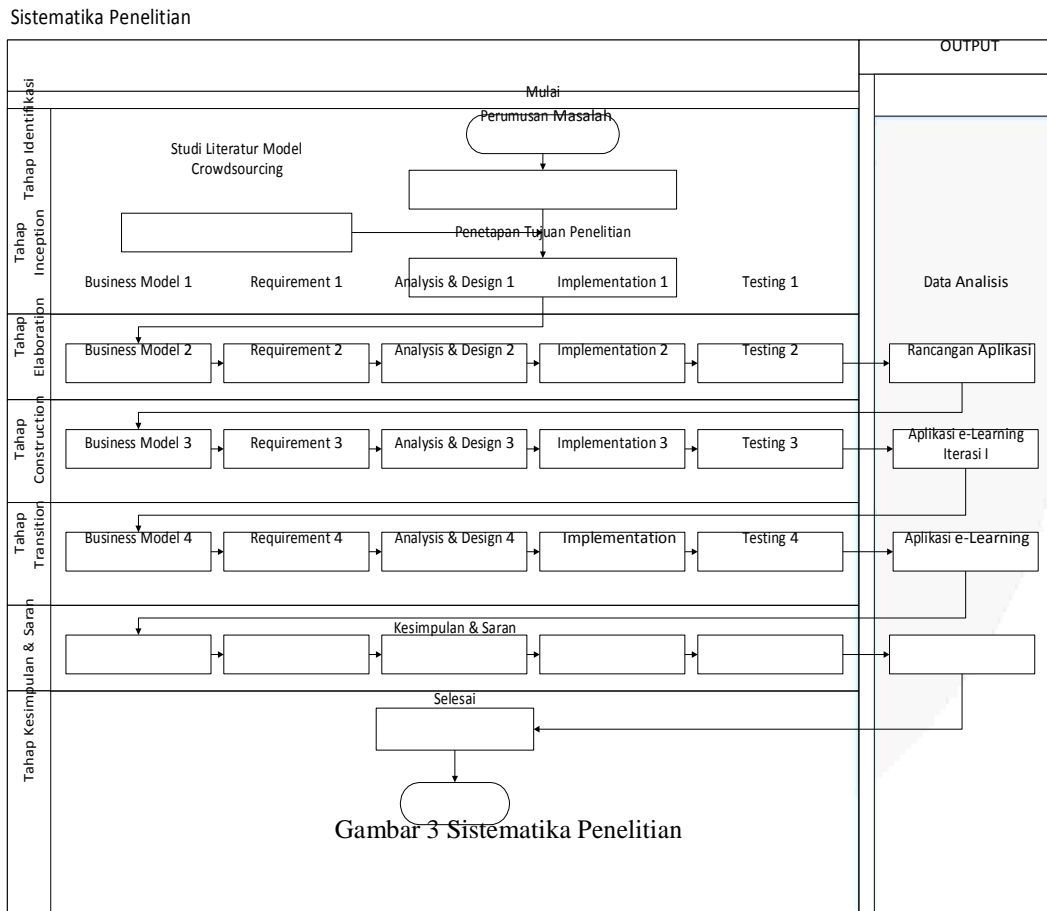 Sistematika Penelitian
OUTPUT
Tahap Identifikasi
Mulai
Perumusan Masalah
Studi Literatur Model
Crowdsourcing
Penetapan Tujuan Penelitian
Tahap
Inception
Business Model 1
Requirement 1
Analysis & Design 1
Implementation 1
Testing 1
Data Analisis
Tahap
Elaboration
Business Model 2
Requirement 2
Analysis & Design 2
Implementation 2
Testing 2
Rancangan Aplikasi
Tahap
Construction
Business Model 3
Requirement 3
Analysis & Design 3
Implementation 3
Testing 3
Aplikasi e-Learning
Iterasi I
Tahap
Transition
Business Model 4
Requirement 4
Analysis & Design 4
Implementation
Testing 4
Aplikasi e-Learning
Tahap Kesimpulan & Saran
Kesimpulan & Saran
Selesai
Gambar 3 Sistematika Penelitian